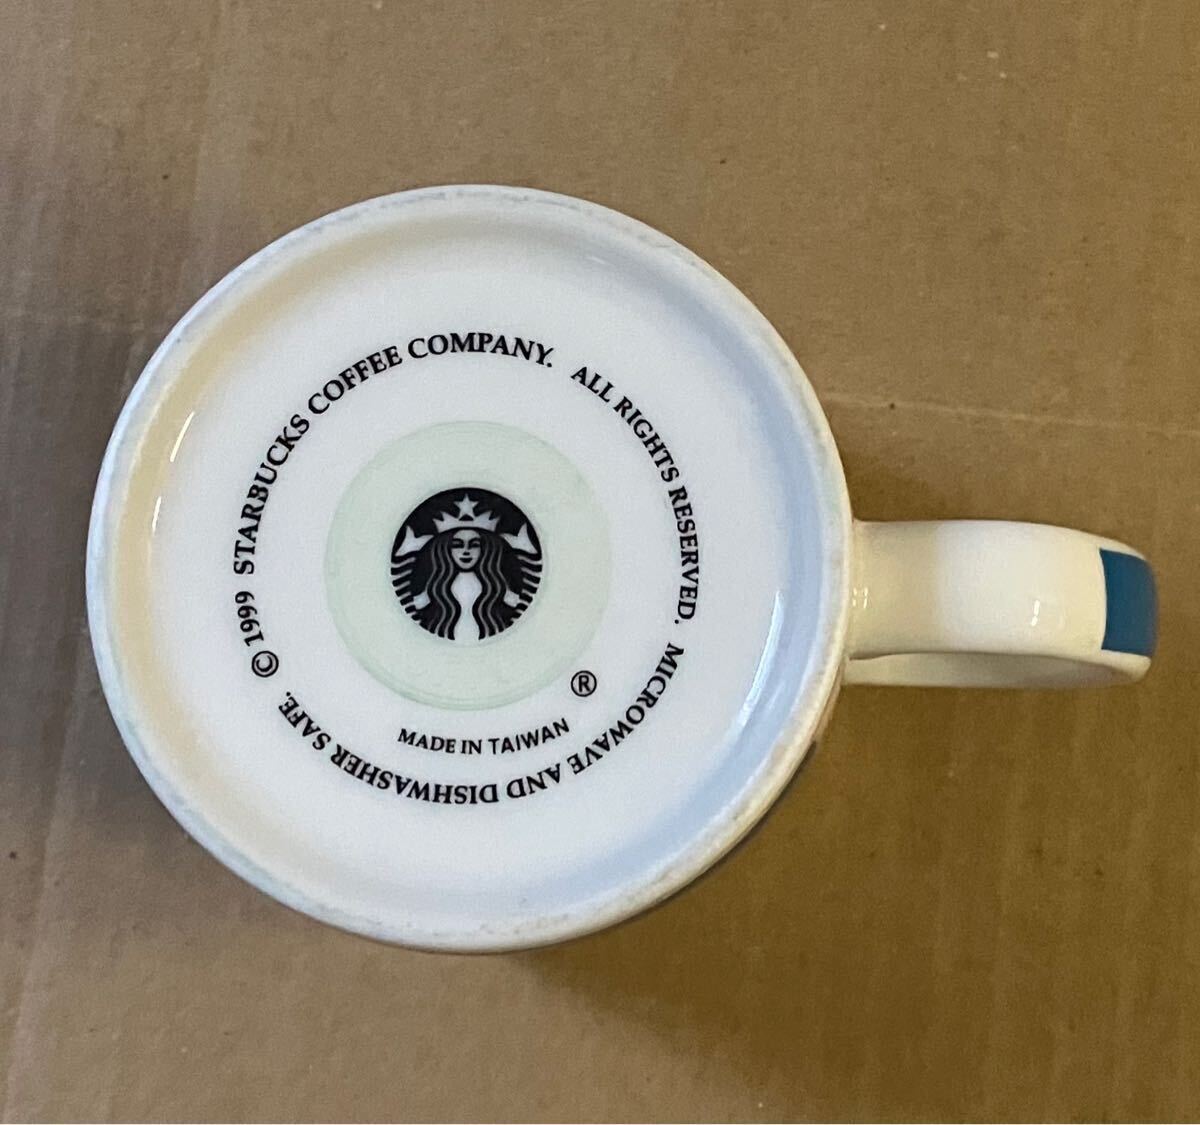 © 1999 STARBUCKS COFFEE COMPANY. ALL RIGHTS RESERVED. MICROWAVE AND DISHWASHER SAFE.
®
MADE IN TAIWAN